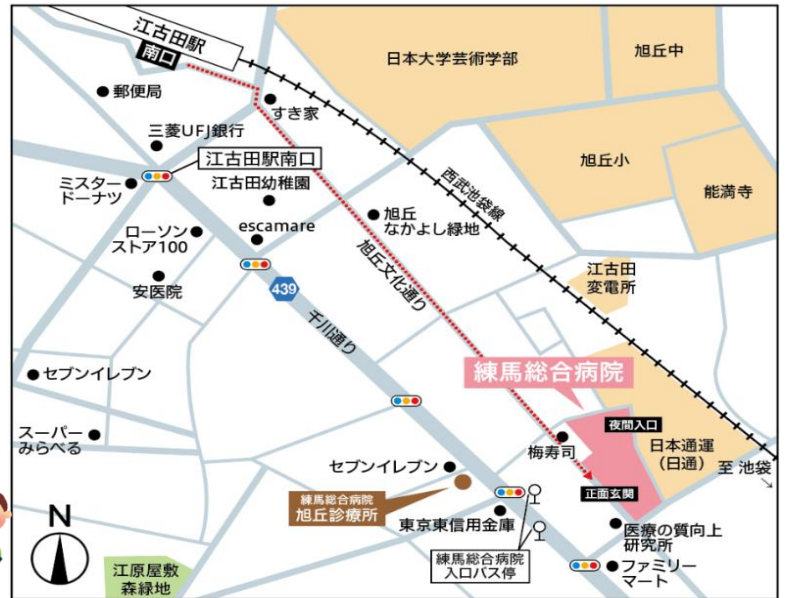 江古田駅
南口
日本大学芸術学部
旭丘中
郵便局
すき家
三菱UFJ銀行
江古田駅南口
旭丘小
能満寺
ミスター
ドーナツ
江古田幼稚園
西武池袋線
旭丘
なかよし緑地
escamare
ローソン
ストア100
安医院
旭丘文化通り
江古田
変電所
439
千川通り
練馬総合病院
セブンイレブン
夜間入口
スーパー
みらべる
梅寿司
日本通運
(日通)
至 池袋
セブンイレブン
正面玄関
練馬総合病院
旭丘診療所
東京東信用金庫
医療の質向上
研究所
N
練馬総合病院
入口バス停
ファミリー
マート
江原屋敷
森緑地